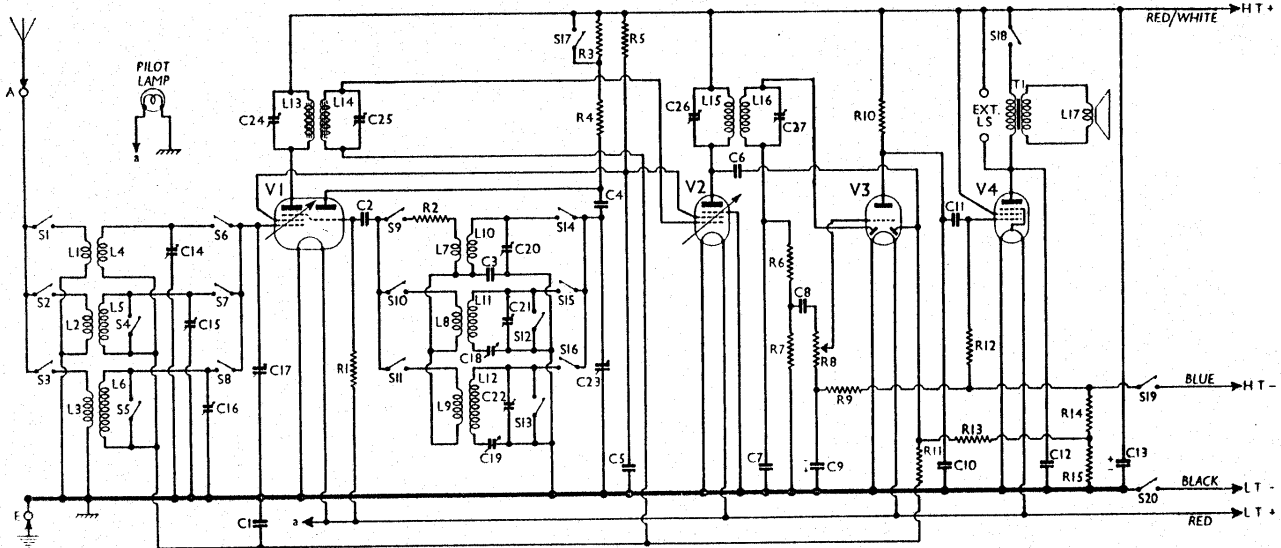 HT+
RED/WHITE
S17
R3
R5
S18
A
PILOT
LAMP
a
C24
L13
L14
C25
R4
C26
L15
L16
C27
R10
EXT.
LS
T1
L17
C6
V1
C4
V2
V3
V4
S1
L1
L4
C14
S6
C2
S9
R2
L7
L10
C20
C3
S14
C11
S2
L2
L5
S4
C15
S7
S10
L8
L11
C21
S12
S15
R6
C8
S3
L3
L6
S5
C16
S8
C17
R1
S11
C18
S16
C23
R7
R8
R12
L9
L12
C22
S13
C19
R9
BLUE
HT-
S19
R14
R13
R11
R15
C5
C7
C9
+
-
C10
C12
C13
+
-
BLACK
LT-
S20
E
C1
a
RED
LT+